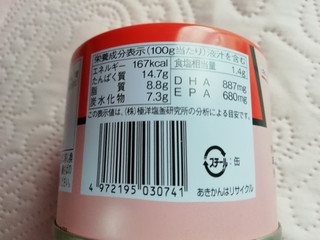 栄養成分表示(100g当たり)液汁を含む
エネルギー 167kcal 食塩相当量 1.4g
たんぱく質 14.7g
脂質 8.8g DHA 887mg
炭水化物 7.3g EPA 680mg
この表示値は、(株)極洋塩釜研究所の分析による目安です。
スチール:缶
4 972195 030741
あきかんはリサイクル